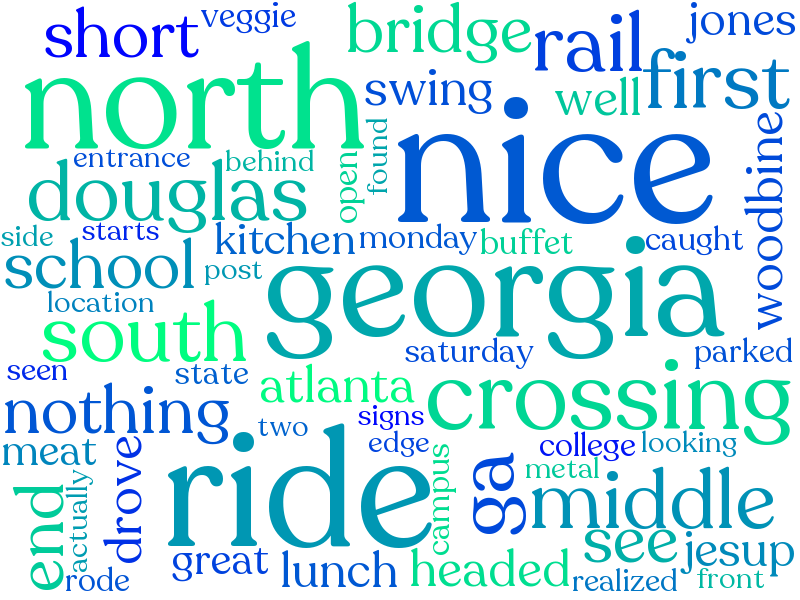 short veggie bridge rail jones
north swing well first
nice
entrance behind open found woodbine
douglas
side starts kitchen monday buffet caught
school post georgia
location south
saturday parked
seen state atlanta crossing
nothing two signs
meat drove ride edge college looking
campus ga metal middle
end actually
see jesup
rode great lunch headed realized front